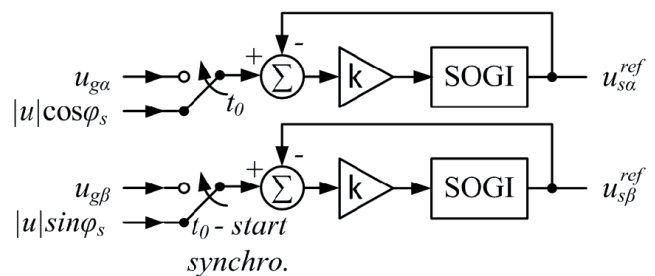 u_{gα} + - Σ k SOGI u_{sα}^{ref}
t_0
|u|cosφ_s
u_{gβ} + - Σ k SOGI u_{sβ}^{ref}
|u|sinφ_s t_0 - start
synchro.